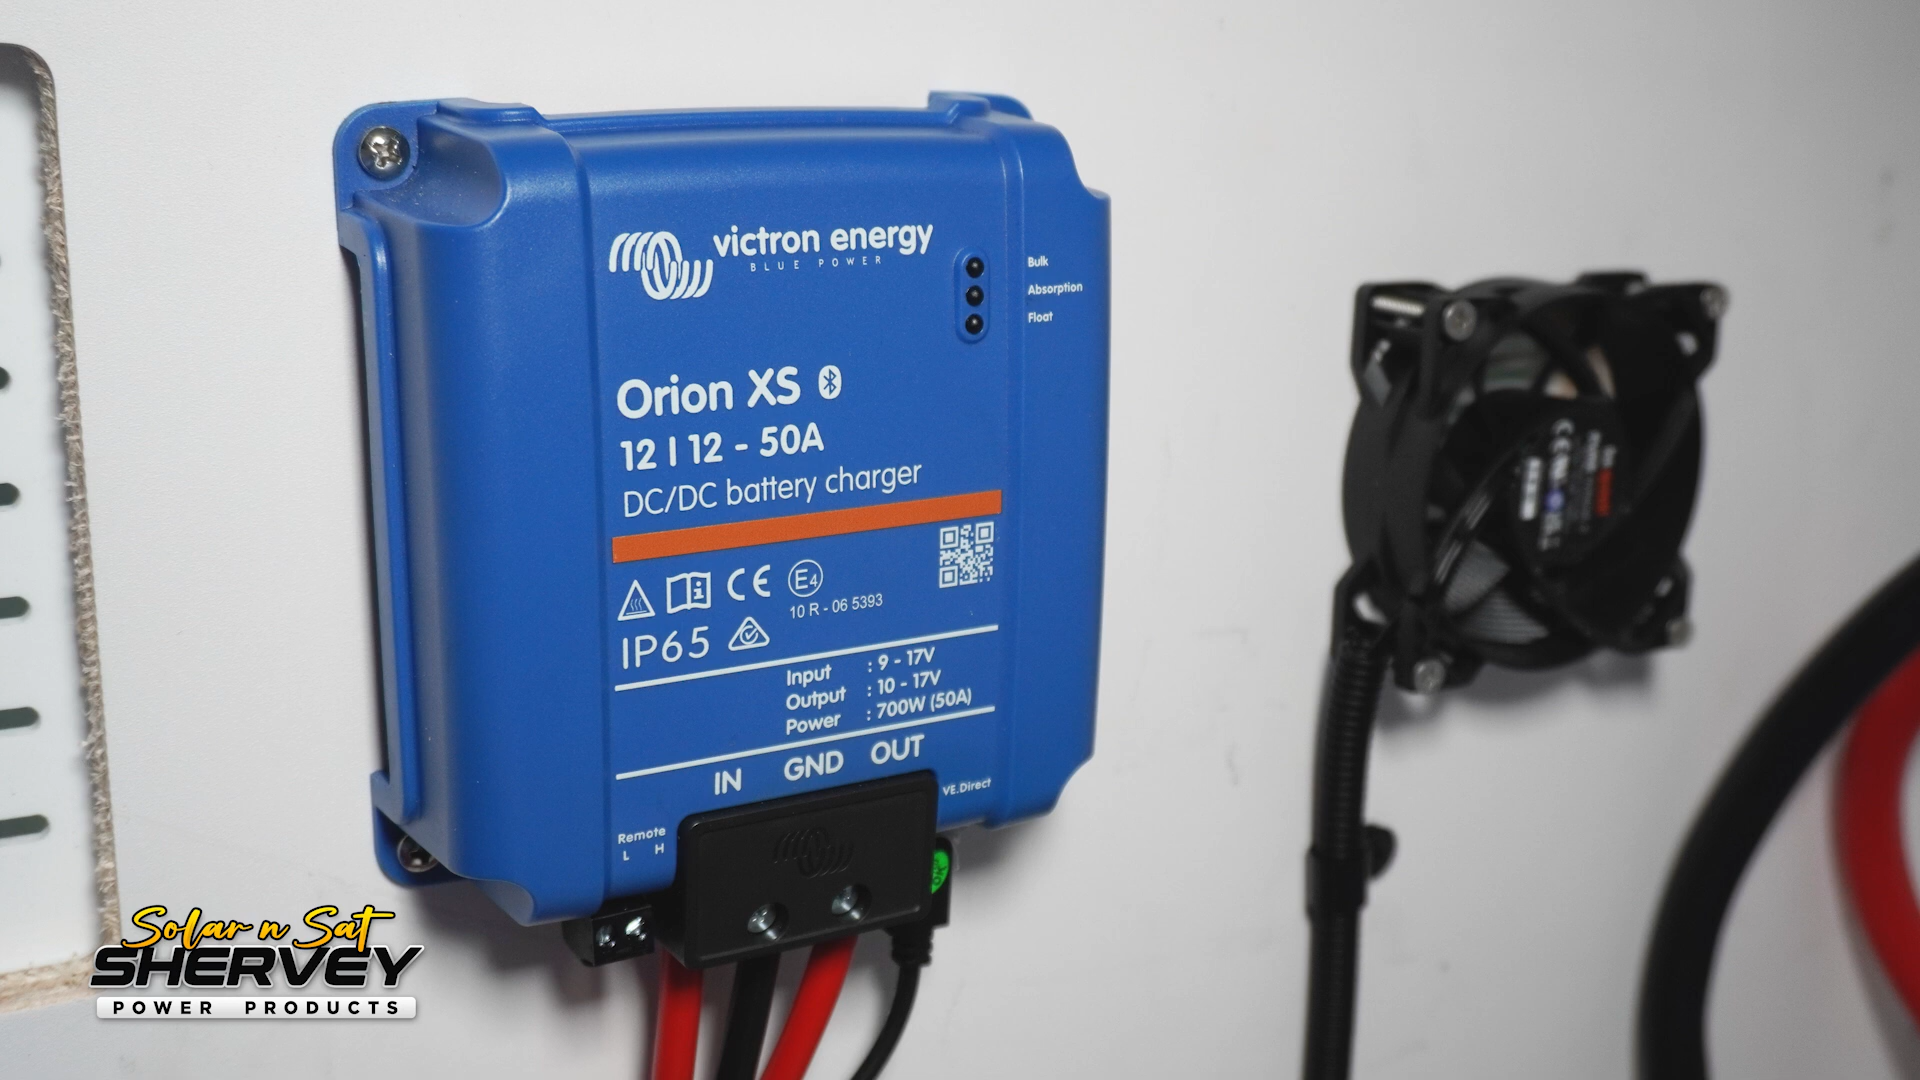 victron energy
BLUE POWER
Bulk
Absorption
Float
Orion XS
12 | 12 - 50A
DC/DC battery charger
CE E4
10 R - 06 5393
IP65
Input : 9 - 17V
Output : 10 - 17V
Power : 700W (50A)
IN GND OUT
VE.Direct
Remote
L H
Solar n Sat
SHERVEY
POWER PRODUCTS